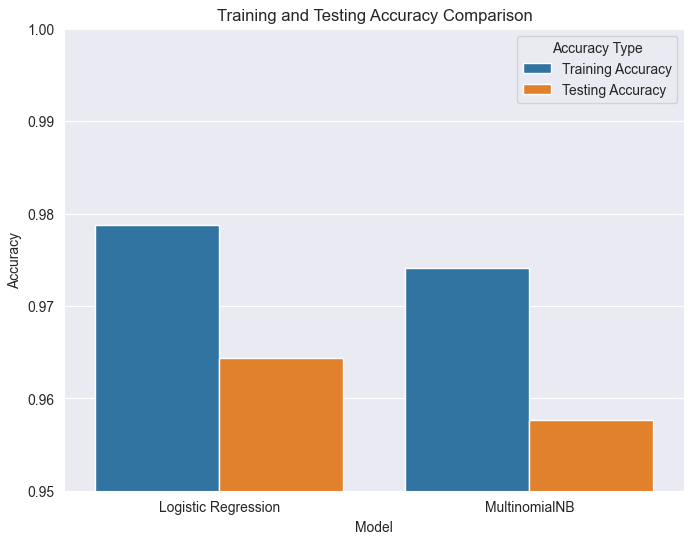 Training and Testing Accuracy Comparison
1.00
Accuracy Type
Training Accuracy
Testing Accuracy
0.99
0.98
0.97
0.96
0.95
Accuracy
Logistic Regression
MultinomialNB
Model